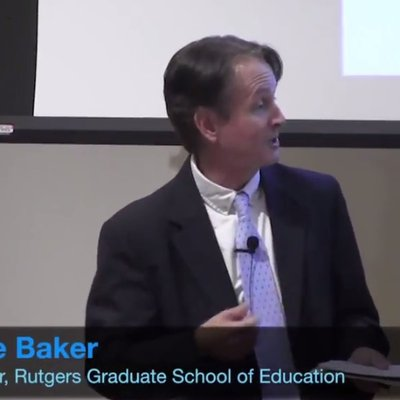 e Baker
r, Rutgers Graduate School of Education